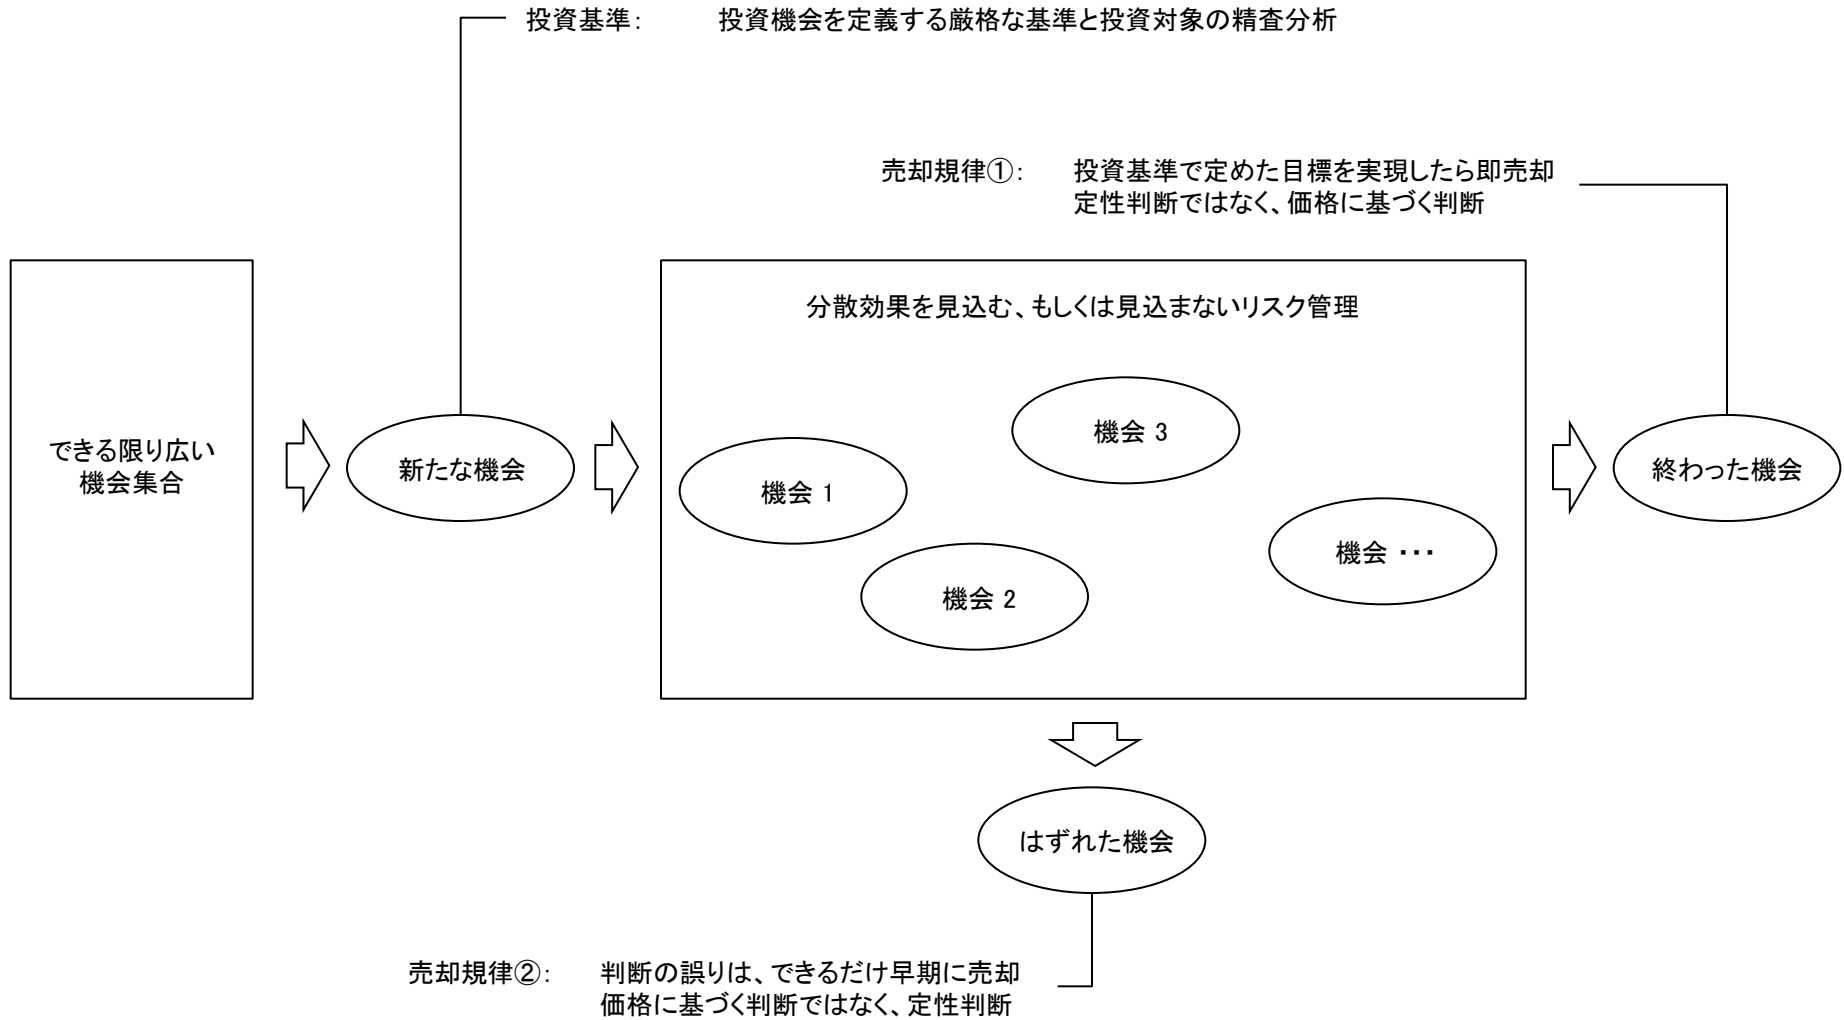 投資基準： 投資機会を定義する厳格な基準と投資対象の精査分析
売却規律①： 投資基準で定めた目標を実現したら即売却
定性判断ではなく、価格に基づく判断
分散効果を見込む、もしくは見込まないリスク管理
できる限り広い
機会集合
新たな機会
機会 1
機会 2
機会 3
機会 ・・・
終わった機会
はずれた機会
売却規律②： 判断の誤りは、できるだけ早期に売却
価格に基づく判断ではなく、定性判断